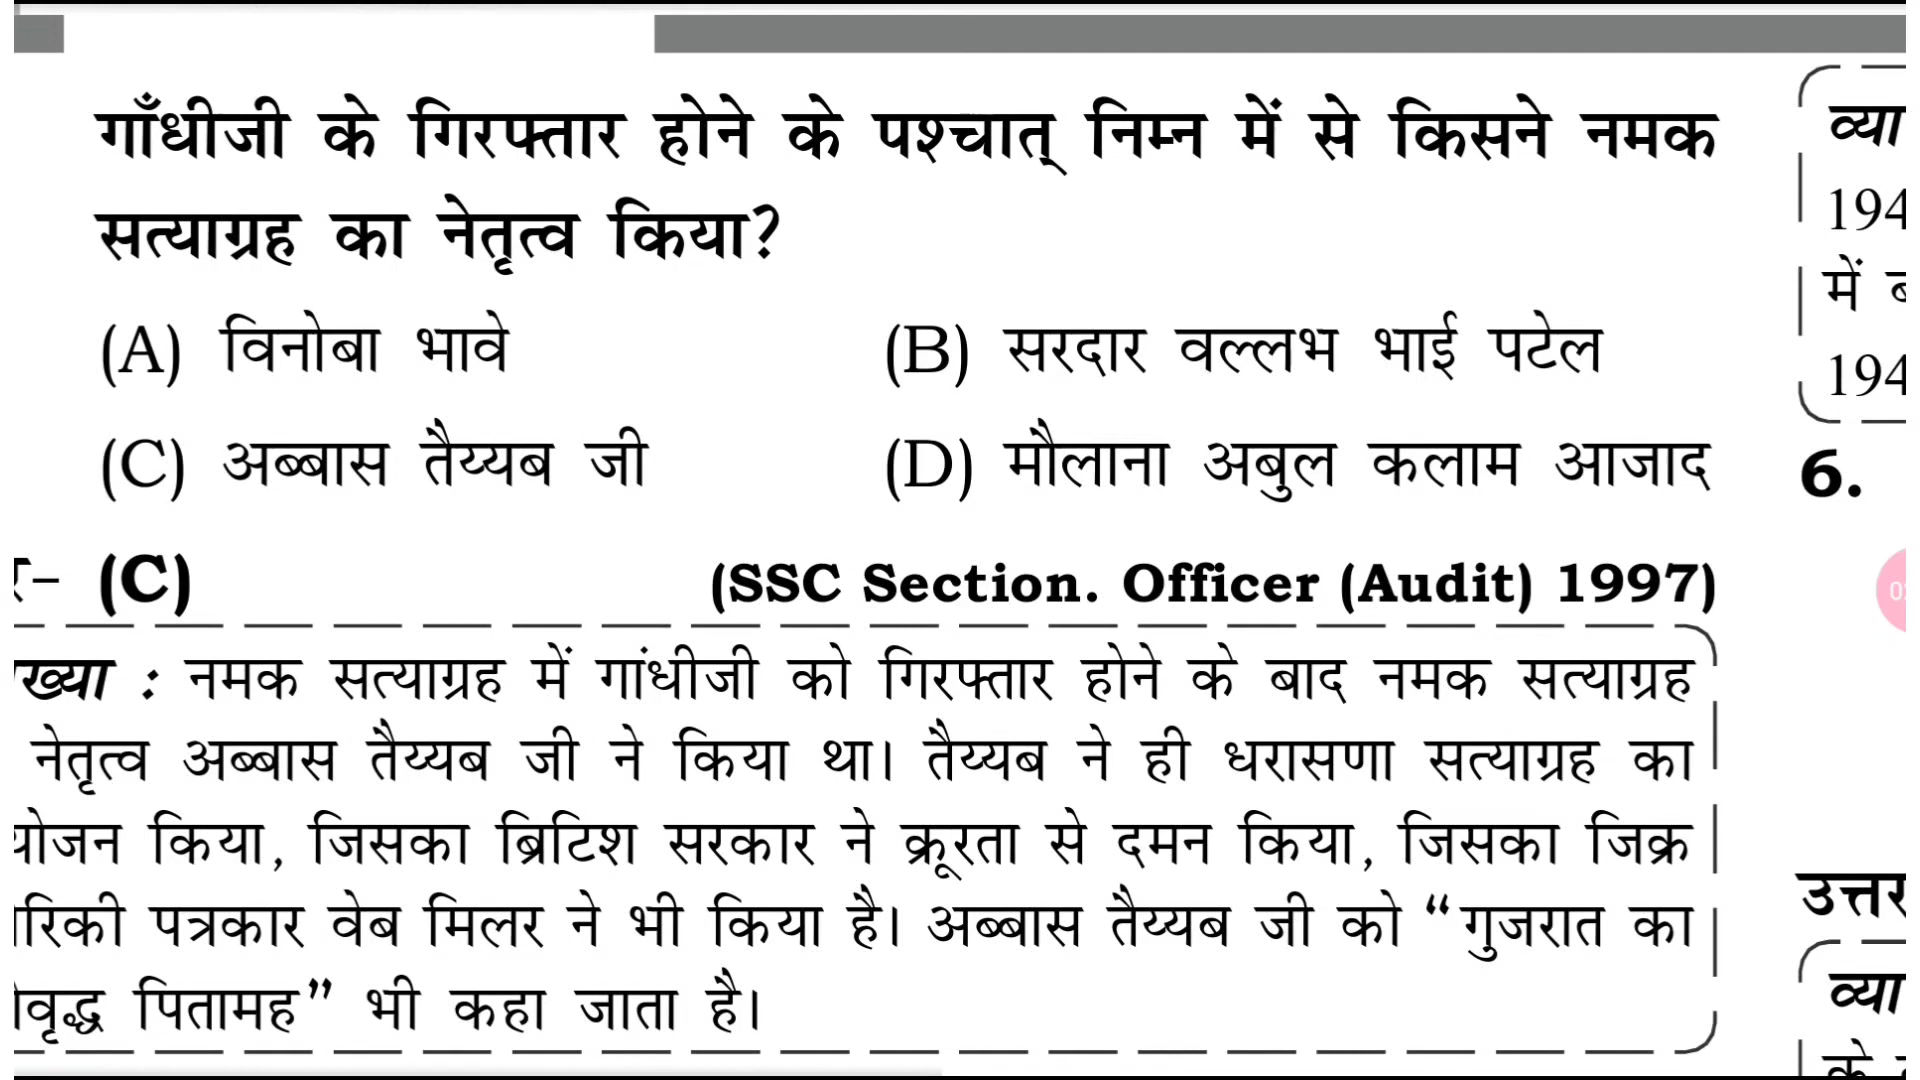 गाँधीजी के गिरफ्तार होने के पश्चात् निम्न में से किसने नमक
सत्याग्रह का नेतृत्व किया?
(A) विनोबा भावे (B) सरदार वल्लभ भाई पटेल
(C) अब्बास तैय्यब जी (D) मौलाना अबुल कलाम आजाद
(C) (SSC Section. Officer (Audit) 1997)
ख्या : नमक सत्याग्रह में गांधीजी को गिरफ्तार होने के बाद नमक सत्याग्रह
नेतृत्व अब्बास तैय्यब जी ने किया था। तैय्यब ने ही धरासणा सत्याग्रह का
योजन किया, जिसका ब्रिटिश सरकार ने क्रूरता से दमन किया, जिसका जिक्र
रिकी पत्रकार वेब मिलर ने भी किया है। अब्बास तैय्यब जी को “गुजरात का
वृद्ध पितामह” भी कहा जाता है।
व्या
194
में
194
6.
उत्तर
व्या